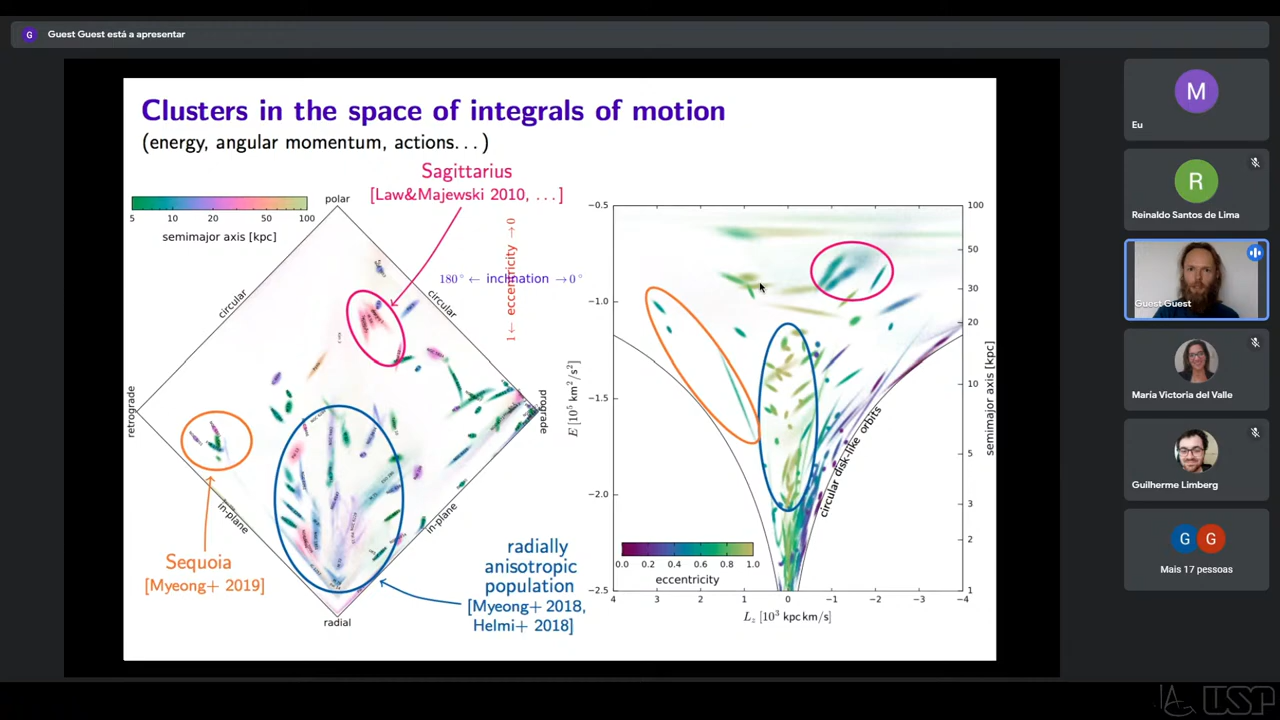 G
Guest Guest está a apresentar
Clusters in the space of integrals of motion
(energy, angular momentum, actions...)
Sagittarius
[Law&Majewski 2010, ...]
5 10 20 30 50 100
semimajor axis [kpc]
polar
circular
circular
retrograde
prograde
in-plane
in-plane
radial
180° ← inclination → 0°
1 ← eccentricity → 0
Sequoia
[Myeong+ 2019]
radially
anisotropic
population
[Myeong+ 2018,
Helmi+ 2018]
E [10⁵ km²/s²]
−0.5
−1.0
−1.5
−2.0
−2.5
4 3 2 1 0 −1 −2 −3 −4
L_z [10³ kpc km/s]
0.0 0.2 0.4 0.6 0.8 1.0
eccentricity
circular disk-like orbits
100
50
30
20
10
5
3
2
1
semimajor axis [kpc]
M
Eu
R
Reinaldo Santos de Lima
Guest Guest
María Victoria del Valle
Guilherme Limberg
G G
Mais 17 pessoas
USP